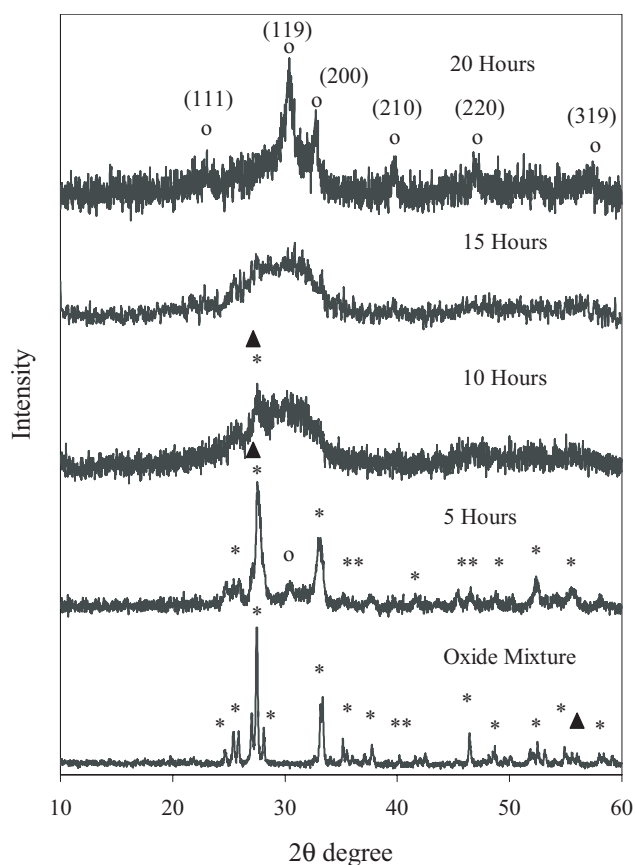 (119)
20 Hours
(200)
(111)
(210)
(220)
(319)
o
o
o
o
o
o
15 Hours
▲
*
10 Hours
▲
*
5 Hours
*
*
o
**
*
**
*
*
*
*
Oxide Mixture
*
*
*
*
*
*
**
*
*
*
*
▲
*
Intensity
10
20
30
40
50
60
2θ degree